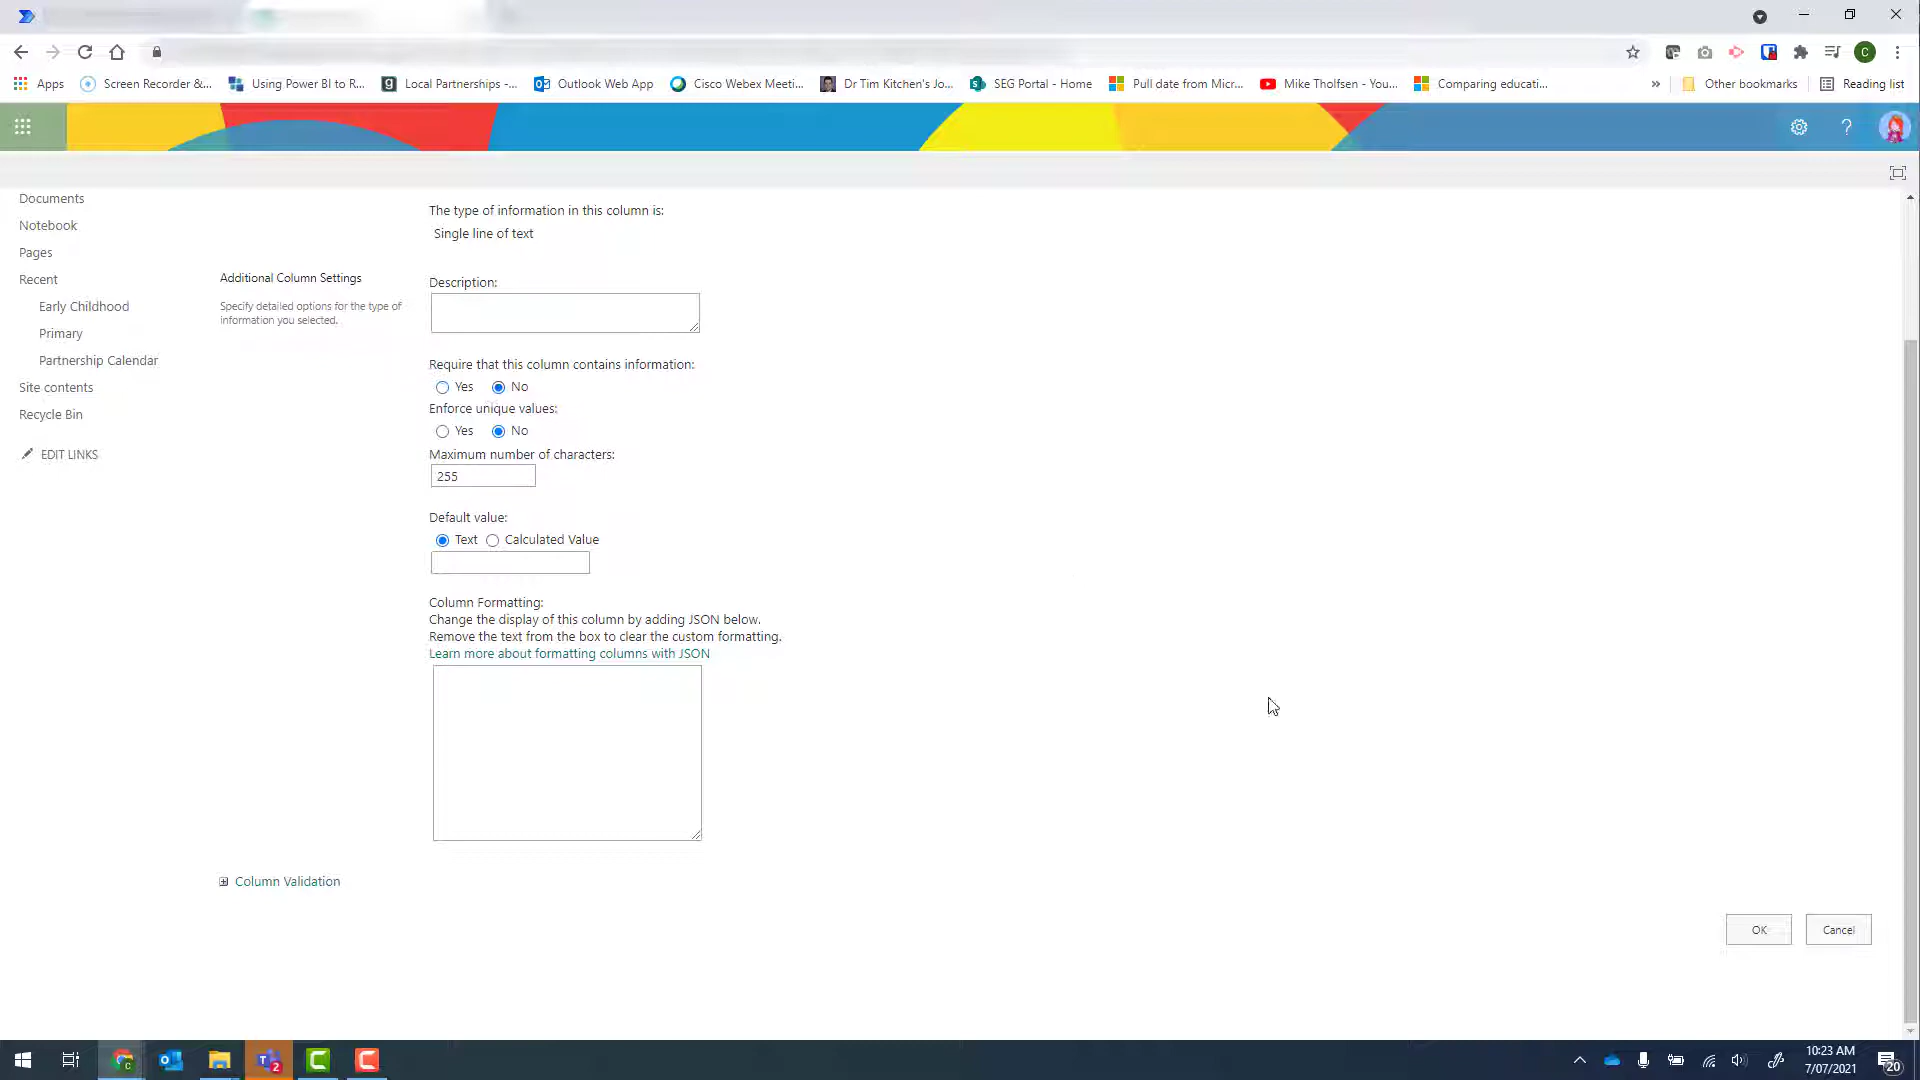 Apps
Screen Recorder &...
Using Power BI to R...
Local Partnerships -...
Outlook Web App
Cisco Webex Meeti...
Dr Tim Kitchen's Jo...
SEG Portal - Home
Pull date from Micr...
Mike Tholfsen - You...
Comparing educati...
»
Other bookmarks
Reading list
Documents
Notebook
Pages
Recent
Early Childhood
Primary
Partnership Calendar
Site contents
Recycle Bin
EDIT LINKS
Additional Column Settings
Specify detailed options for the type of
information you selected.
The type of information in this column is:
Single line of text
Description:
Require that this column contains information:
Yes No
Enforce unique values:
Yes No
Maximum number of characters:
255
Default value:
Text Calculated Value
Column Formatting:
Change the display of this column by adding JSON below.
Remove the text from the box to clear the custom formatting.
Learn more about formatting columns with JSON
Column Validation
OK
Cancel
10:23 AM
7/07/2021
20